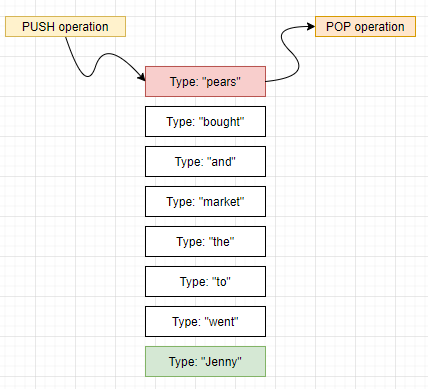 PUSH operation
POP operation
Type: "pears"
Type: "bought"
Type: "and"
Type: "market"
Type: "the"
Type: "to"
Type: "went"
Type: "Jenny"